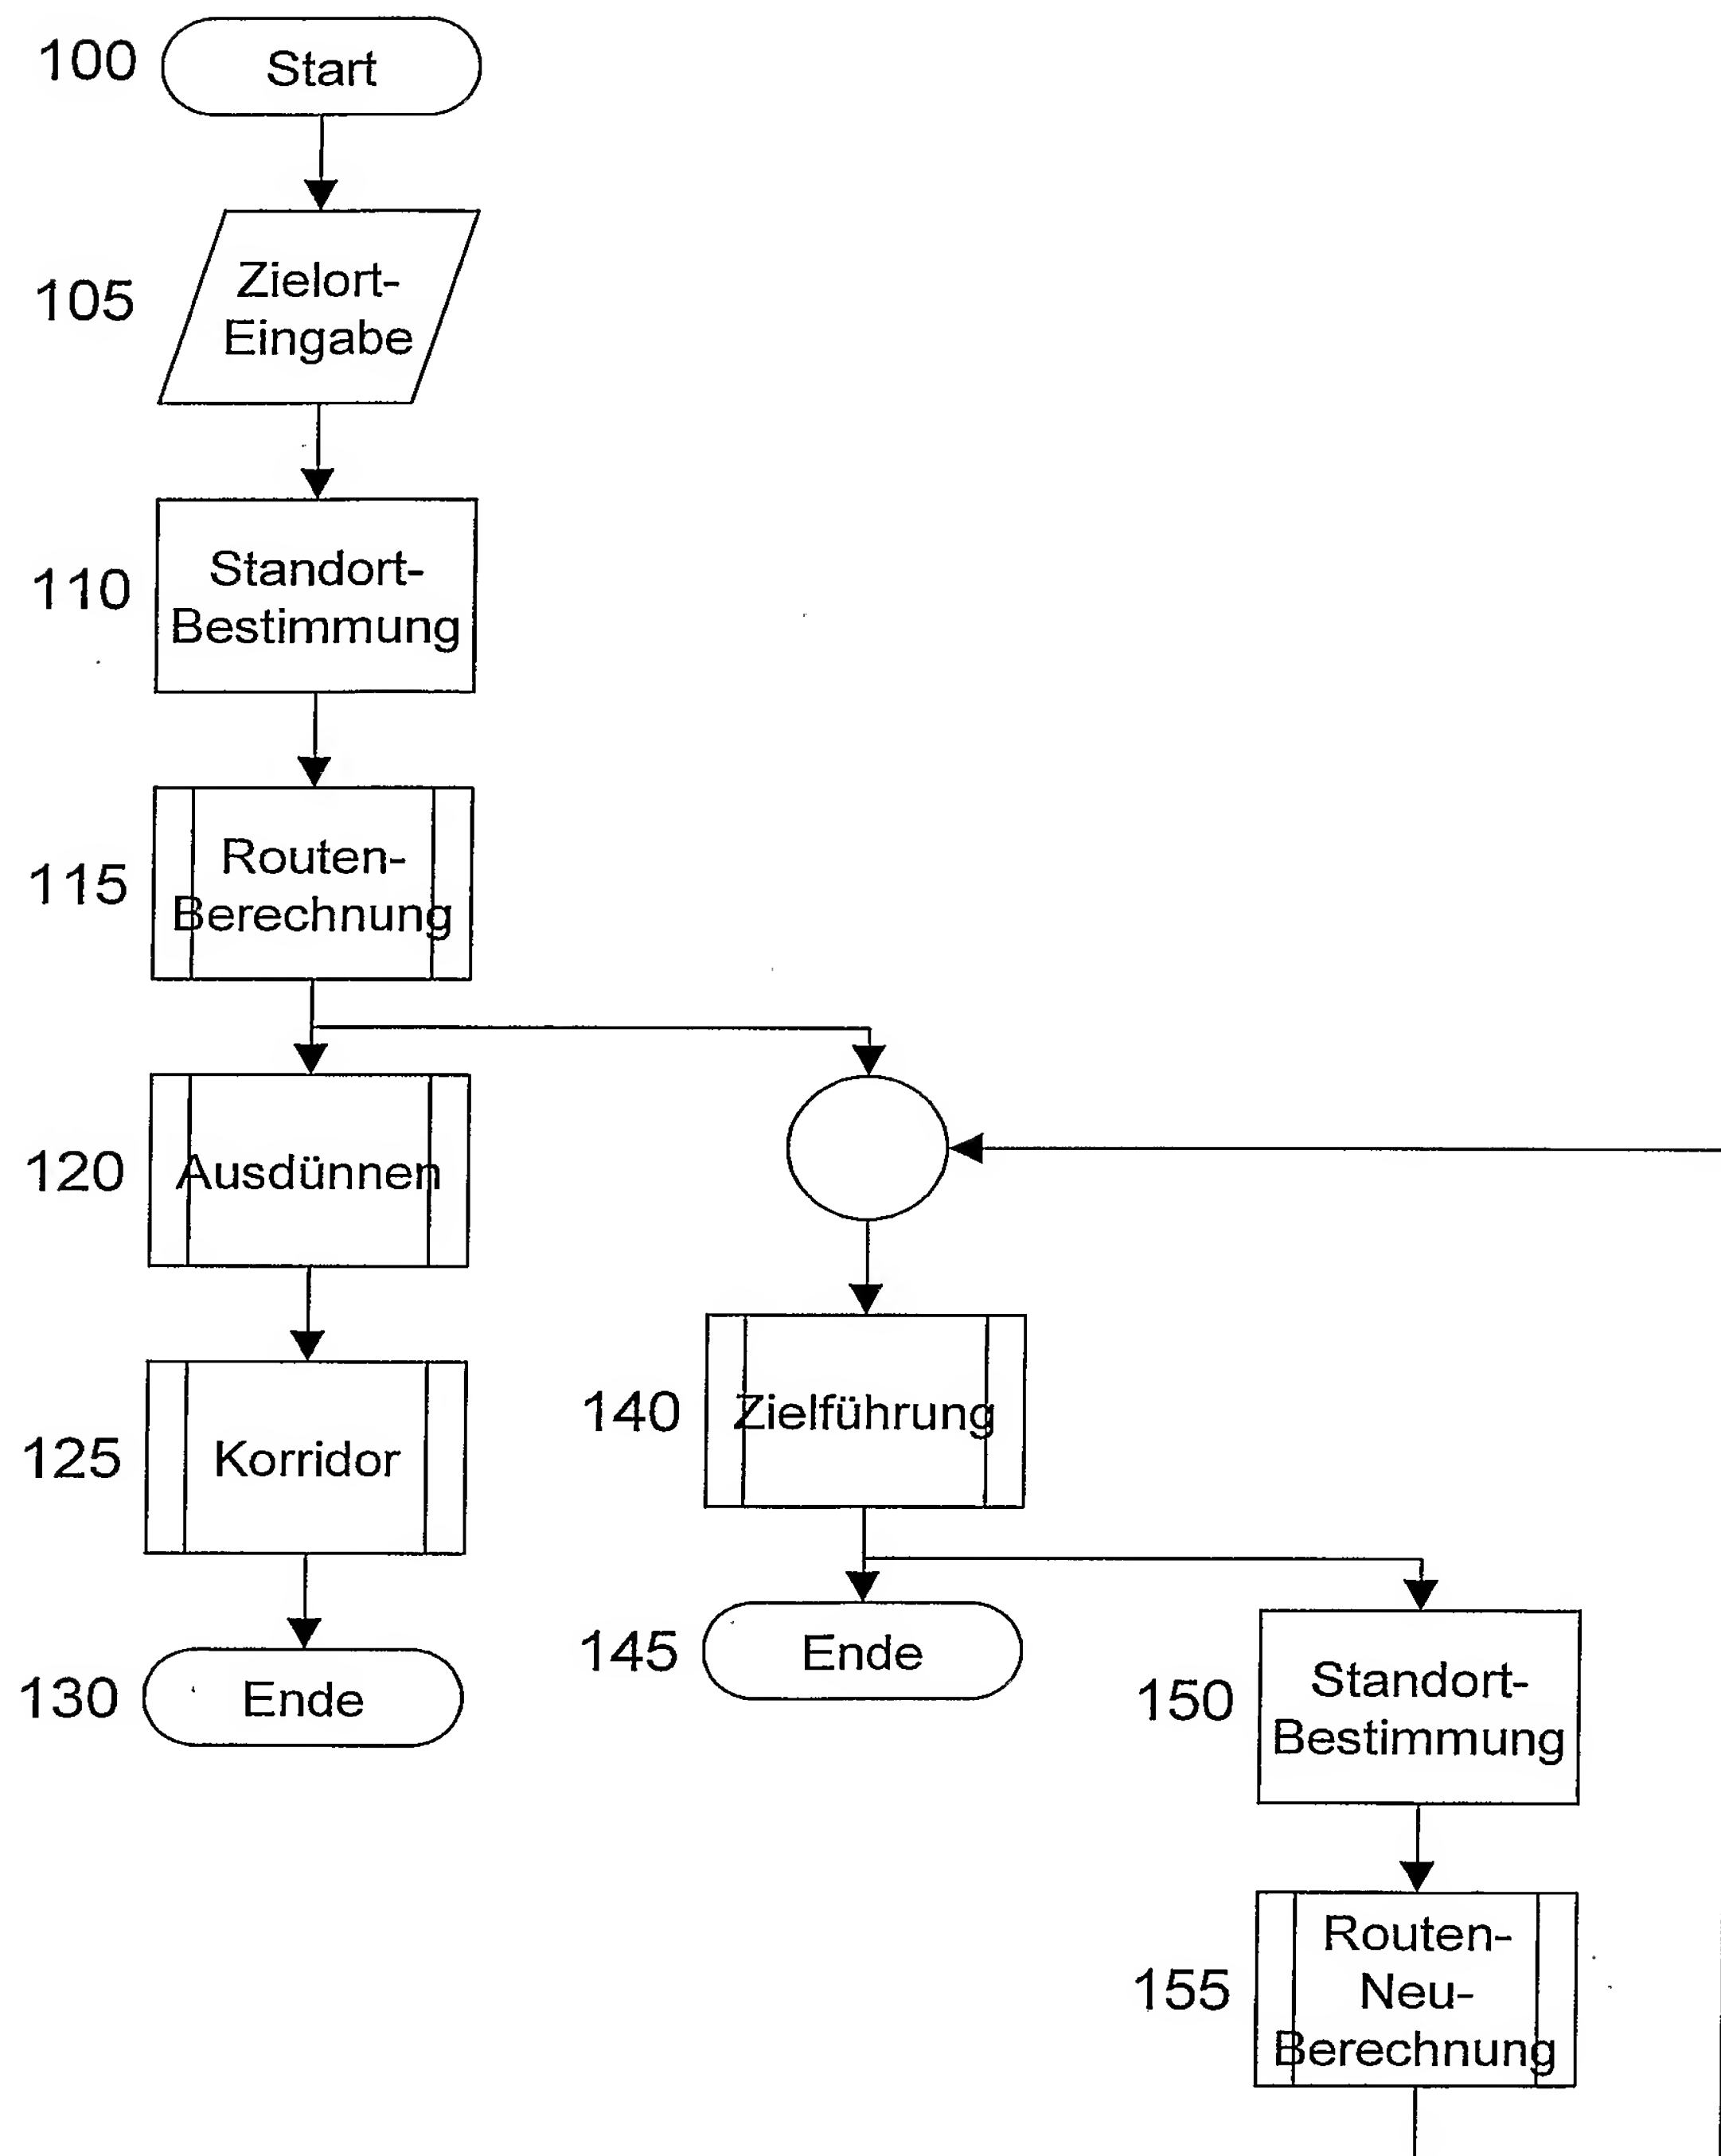 100
Start
105
Zielort-
Eingabe
110
Standort-
Bestimmung
115
Routen-
Berechnung
120
Ausdünnen
125
Korridor
130
Ende
140
Zielführung
145
Ende
150
Standort-
Bestimmung
155
Routen-
Neu-
Berechnung